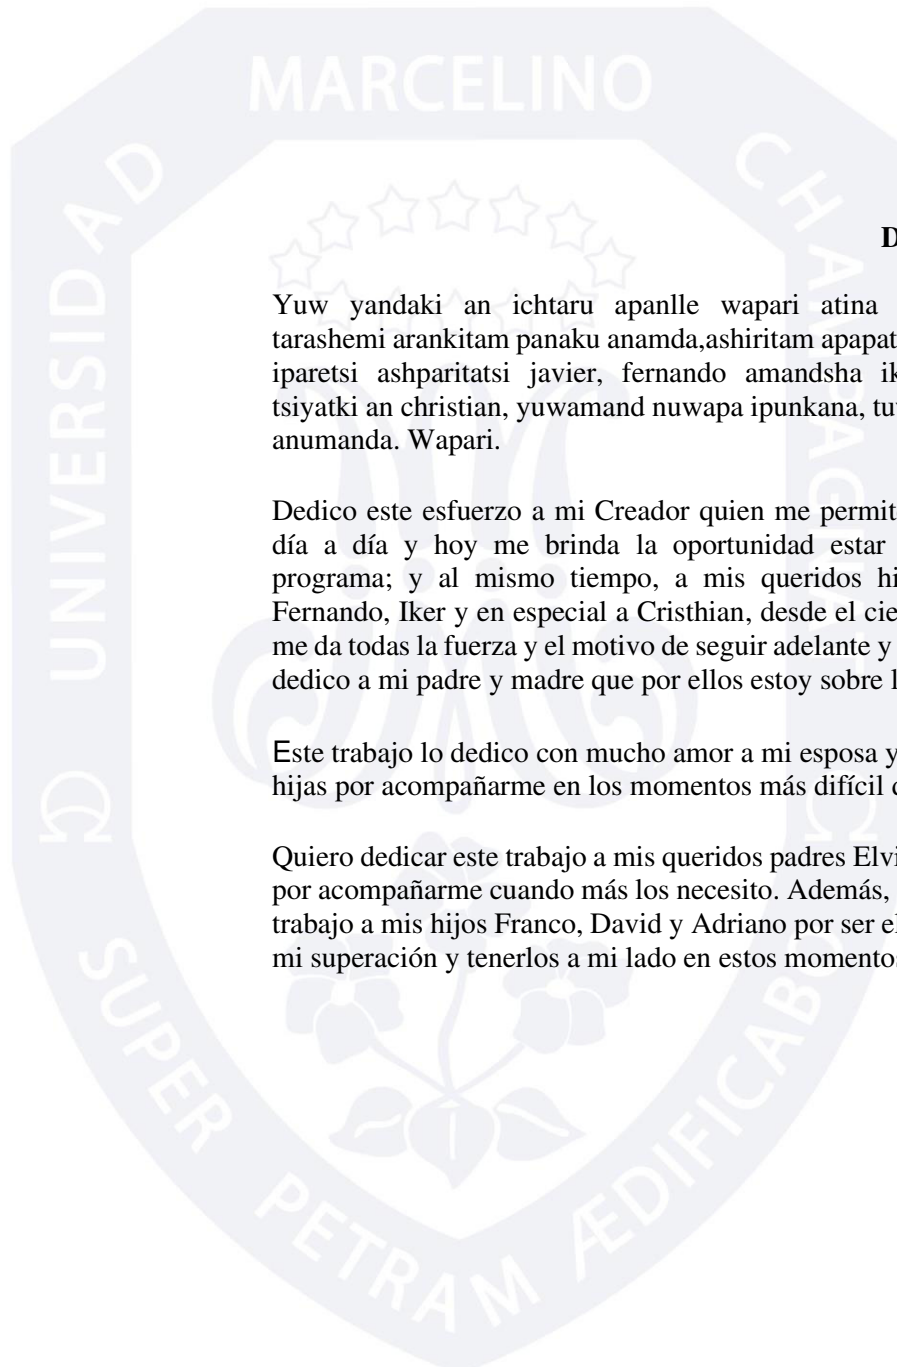 MARCELINO
CHAMPAGNAT
UNIVERSIDAD
D
Yuw yandaki an ichtaru apanlle wapari atina
tarashemi arankitam panaku anamda,ashiritam apapat
iparetsi ashparitatsi javier, fernando amandsha ik
tsiyatki an christian, yuwamand nuwapa ipunkana, tu
anumanda. Wapari.
Dedico este esfuerzo a mi Creador quien me permit
día a día y hoy me brinda la oportunidad estar
programa; y al mismo tiempo, a mis queridos hi
Fernando, Iker y en especial a Cristhian, desde el cie
me da todas la fuerza y el motivo de seguir adelante y
dedico a mi padre y madre que por ellos estoy sobre l
Este trabajo lo dedico con mucho amor a mi esposa y
hijas por acompañarme en los momentos más difícil d
Quiero dedicar este trabajo a mis queridos padres Elvi
por acompañarme cuando más los necesito. Además,
trabajo a mis hijos Franco, David y Adriano por ser el
mi superación y tenerlos a mi lado en estos momentos
SUPER PETRAM ÆDIFICABO